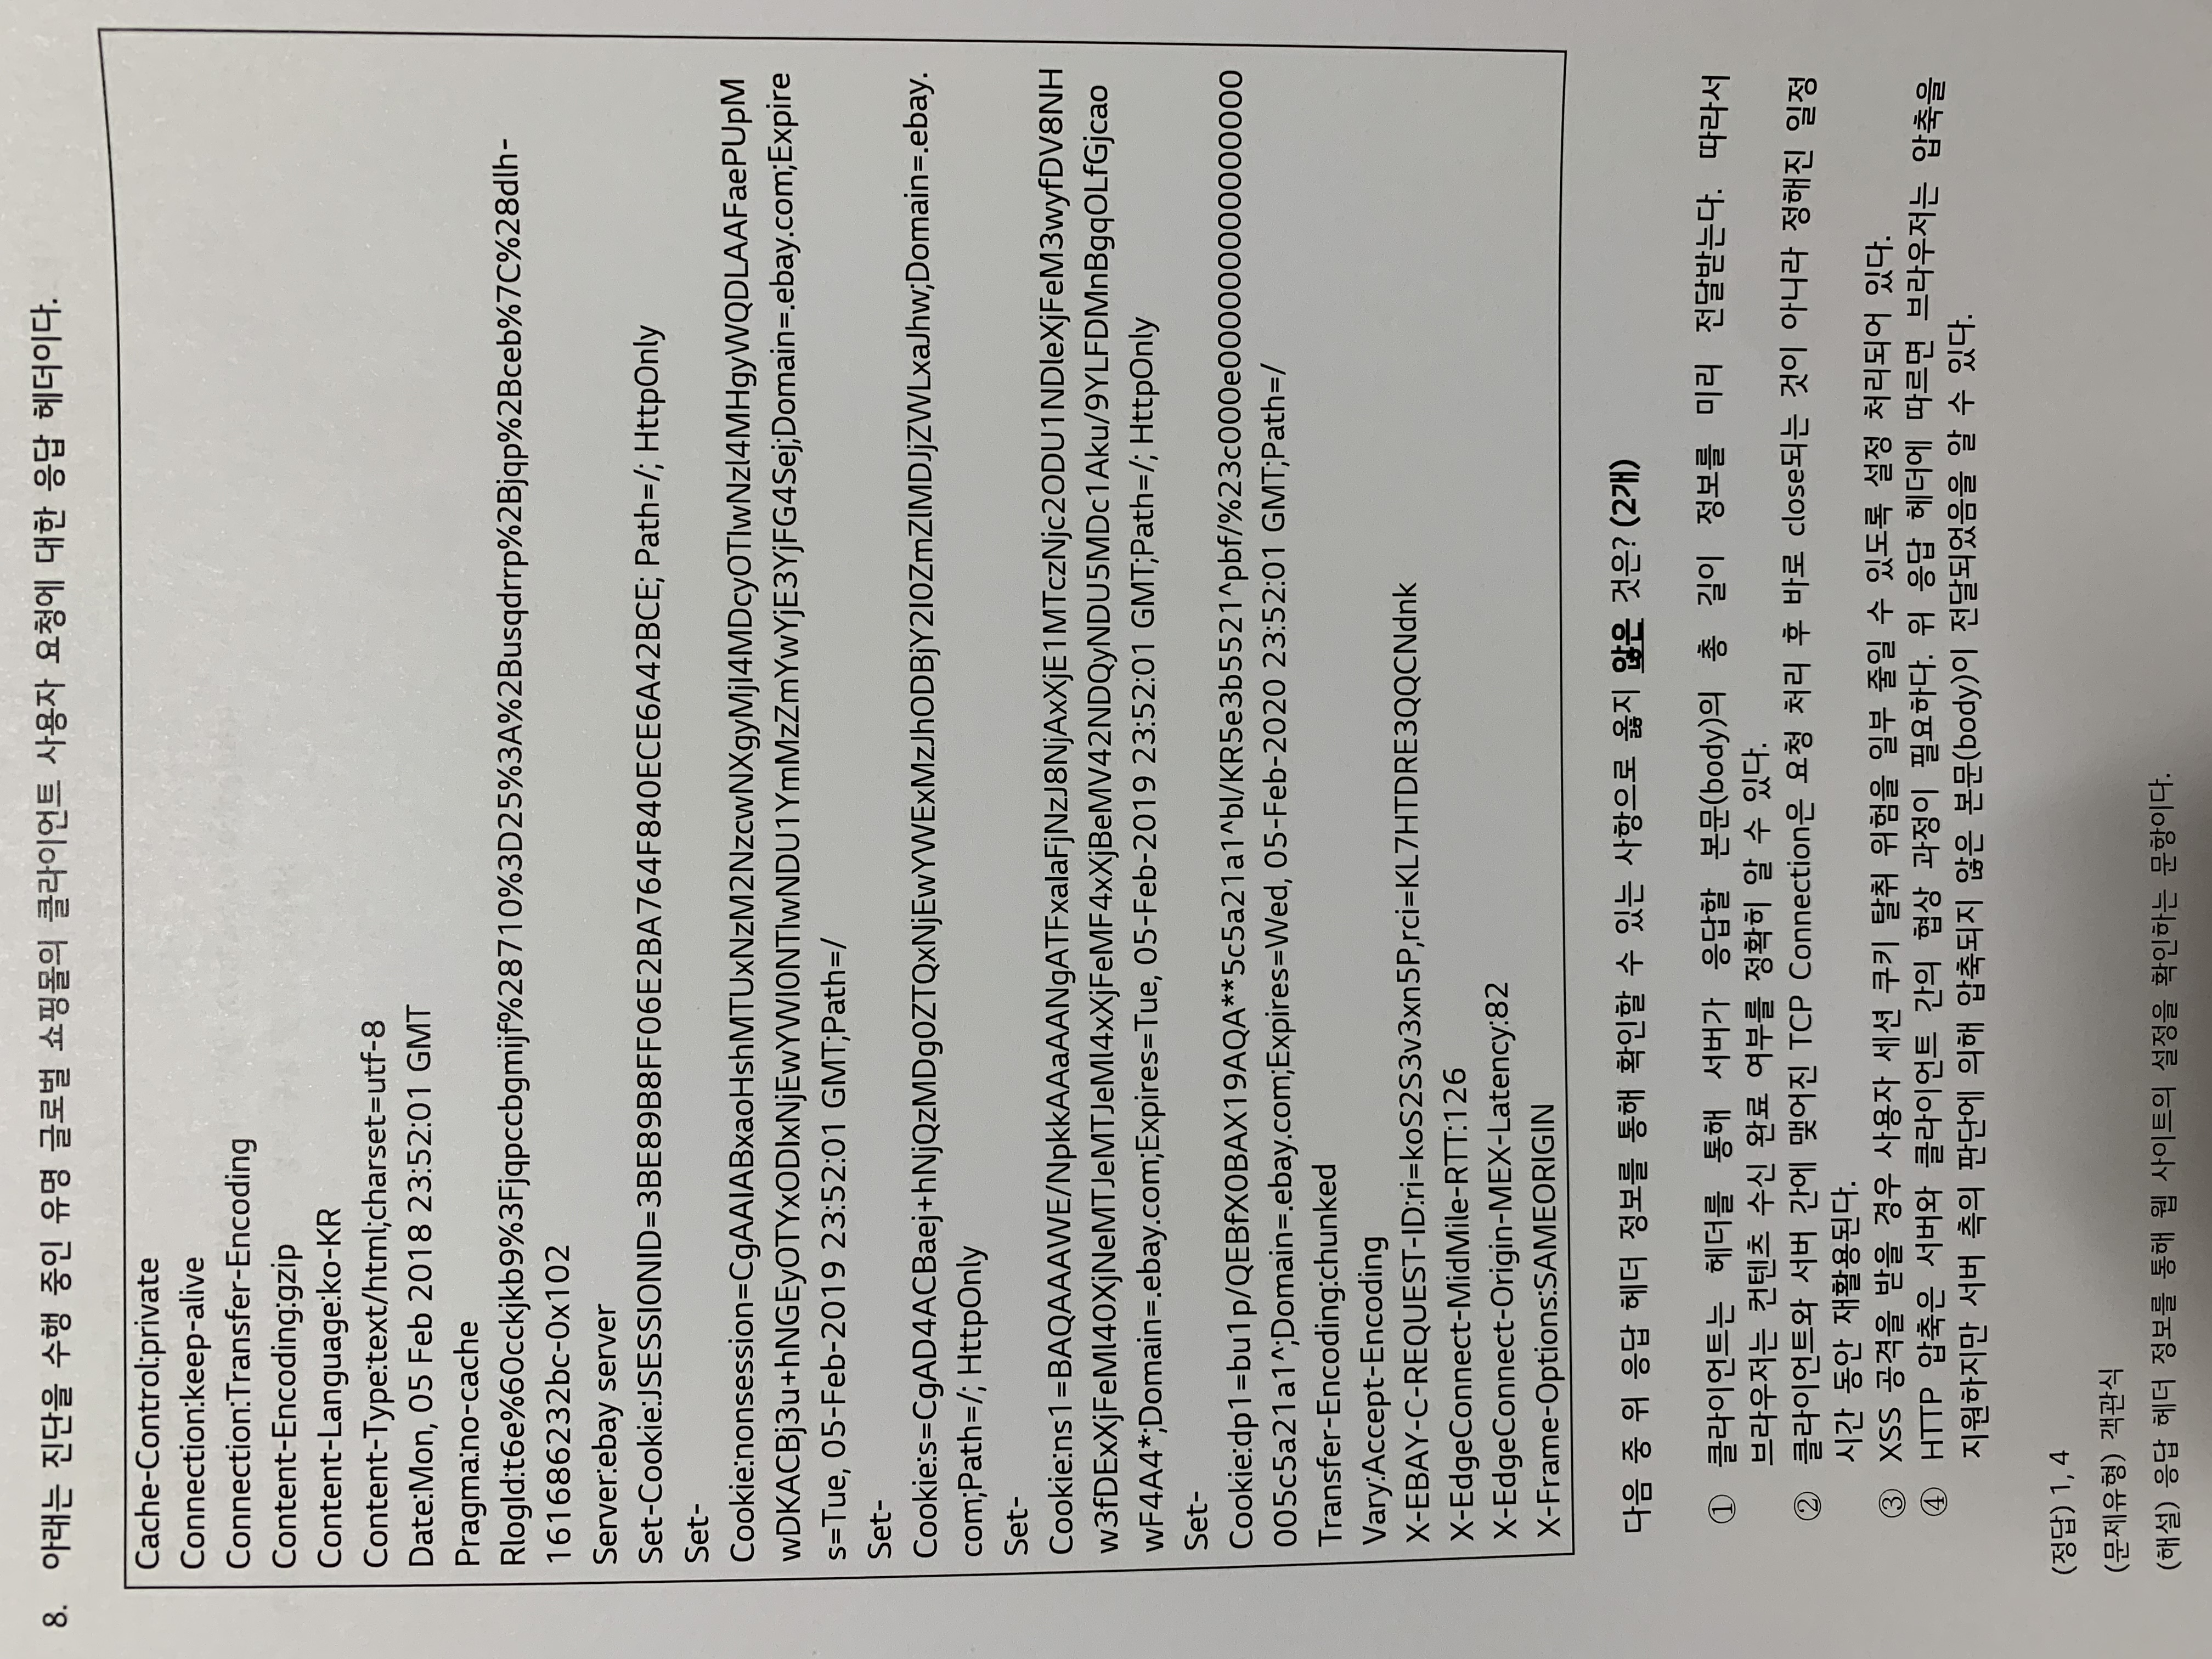 8. 아래는 진단을 수행 중인 유명 글로벌 쇼핑몰의 클라이언트 사용자 요청에 대한 응답 헤더이다.
Cache-Control:private
Connection:keep-alive
Connection:Transfer-Encoding
Content-Encoding:gzip
Content-Language:ko-KR
Content-Type:text/html;charset=utf-8
Date:Mon, 05 Feb 2018 23:52:01 GMT
Pragma:no-cache
RlogId:t6e%60cckjkb9%3Fjqpccbgmijf%28710%3D25%3A%2Busqdrrp%2Bjqp%2Bceb%7C%28dlh-
161686232bc-0x102
Server:ebay server
Set-Cookie:JSESSIONID=3BE89B8FF06E2BA764F840ECE6A42BCE; Path=/; HttpOnly
Set-
Cookie:nonsession=CgAAIABxaoHshMTUxNzM2NzcwNXgyMjI4MDcyOTIwNzl4MHgyWQDLAAFaePUpM
wDKACBj3u+hNGEyOTYxODIxNjEwYWI0NTIwNDU1YmMzZmYwYjE3YjFG4Sej;Domain=.ebay.com;Expire
s=Tue, 05-Feb-2019 23:52:01 GMT;Path=/
Set-
Cookie:s=CgAD4ACBaej+hNjQzMDg0ZTQxNjEwYWExMzJhODBjY2I0ZmZlMDJjZWLxaJhw;Domain=.ebay.
com;Path=/; HttpOnly
Set-
Cookie:ns1=BAQAAAWE/NpkkAAaAANgATFxalaFjNzJ8NjAxXjE1MTczNjc2ODU1NDleXjFeM3wyfDV8NH
w3fDExXjFeMl40XjNeMTJeMTJeMl4xXjFeMF4xXjBeMV42NDQyNDU5MDc1Aku/9YLFDMnBgqOLfGjcao
wF4A4*;Domain=.ebay.com;Expires=Tue, 05-Feb-2019 23:52:01 GMT;Path=/; HttpOnly
Set-
Cookie:dp1=bu1p/QEBfX0BAX19AQA**5c5a21a1^bl/KR5e3b5521^pbf/%23c000e000000000000000
005c5a21a1^;Domain=.ebay.com;Expires=Wed, 05-Feb-2020 23:52:01 GMT;Path=/
Transfer-Encoding:chunked
Vary:Accept-Encoding
X-EBAY-C-REQUEST-ID:ri=koS2S3v3xn5P,rci=KL7HTDRE3QQCNdnk
X-EdgeConnect-MidMile-RTT:126
X-EdgeConnect-Origin-MEX-Latency:82
X-Frame-Options:SAMEORIGIN
다음 중 위 응답 헤더 정보를 통해 확인할 수 있는 사항으로 옳지 않은 것은? (2개)
① 클라이언트는 헤더를 통해 서버가 응답할 본문(body)의 총 길이 정보를 미리 전달받는다. 따라서
브라우저는 컨텐츠 수신 완료 여부를 정확히 알 수 있다.
② 클라이언트와 서버 간에 맺어진 TCP Connection은 요청 처리 후 바로 close되는 것이 아니라 정해진 일정
시간 동안 재활용된다.
③ XSS 공격을 받을 경우 사용자 세션 쿠키 탈취 위험을 일부 줄일 수 있도록 설정 처리되어 있다.
④ HTTP 압축은 서버와 클라이언트 간의 협상 과정이 필요하다. 위 응답 헤더에 따르면 브라우저는 압축을
지원하지만 서버 측의 판단에 의해 압축되지 않은 본문(body)이 전달되었음을 알 수 있다.
(정답) 1, 4
(문제유형) 객관식
(해설) 응답 헤더 정보를 통해 웹 사이트의 설정을 확인하는 문항이다.